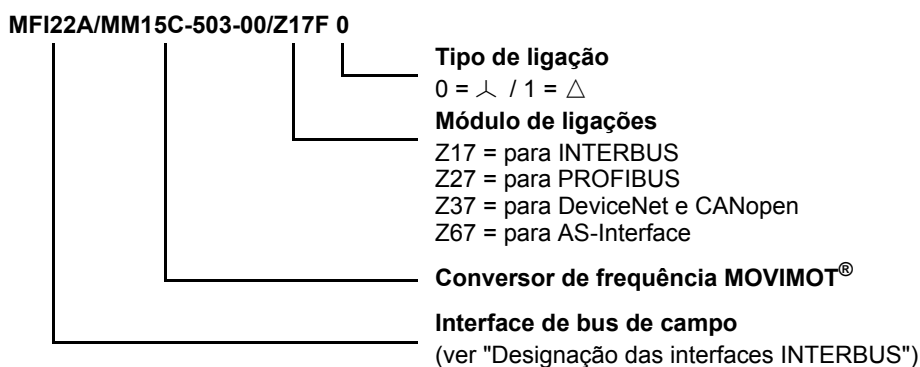 MFI22A/MM15C-503-00/Z17F 0
Tipo de ligação
0 = ⅄ / 1 = △
Módulo de ligações
Z17 = para INTERBUS
Z27 = para PROFIBUS
Z37 = para DeviceNet e CANopen
Z67 = para AS-Interface
Conversor de frequência MOVIMOT®
Interface de bus de campo
(ver "Designação das interfaces INTERBUS")